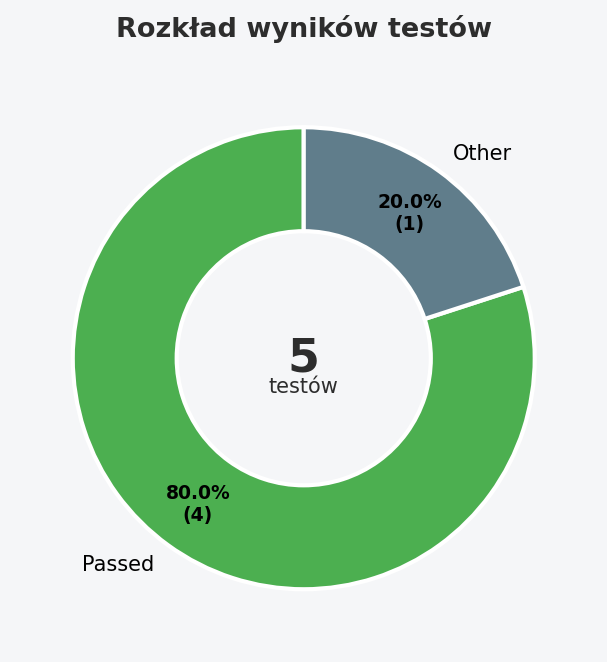 Rozkład wyników testów
Other
20.0%
(1)
5
testów
80.0%
(4)
Passed